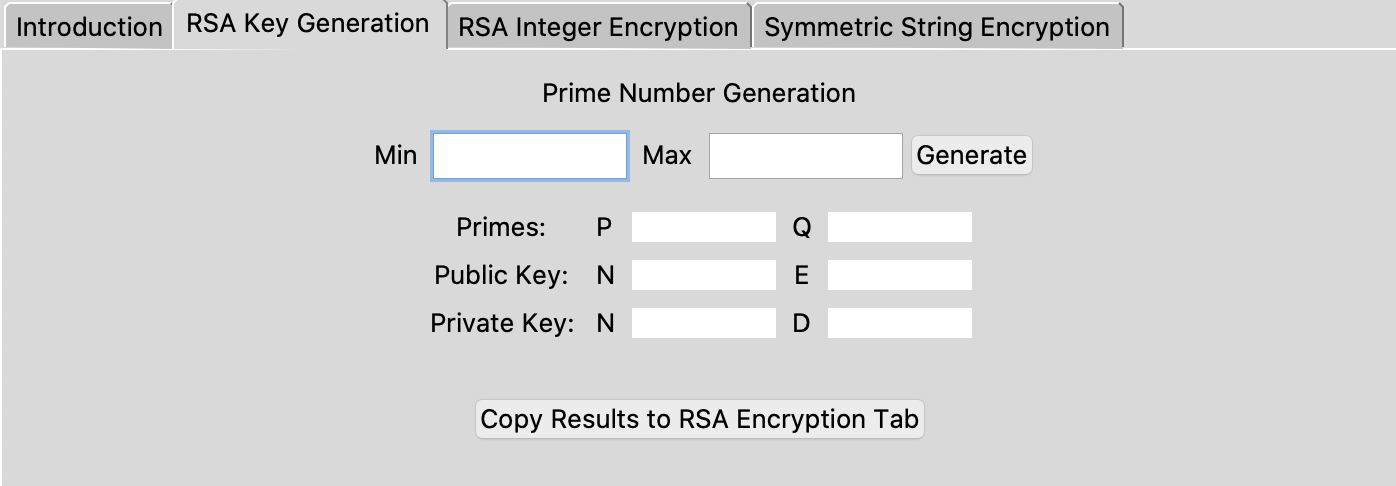 Introduction RSA Key Generation RSA Integer Encryption Symmetric String Encryption
Prime Number Generation
Min Max Generate
Primes: P Q
Public Key: N E
Private Key: N D
Copy Results to RSA Encryption Tab